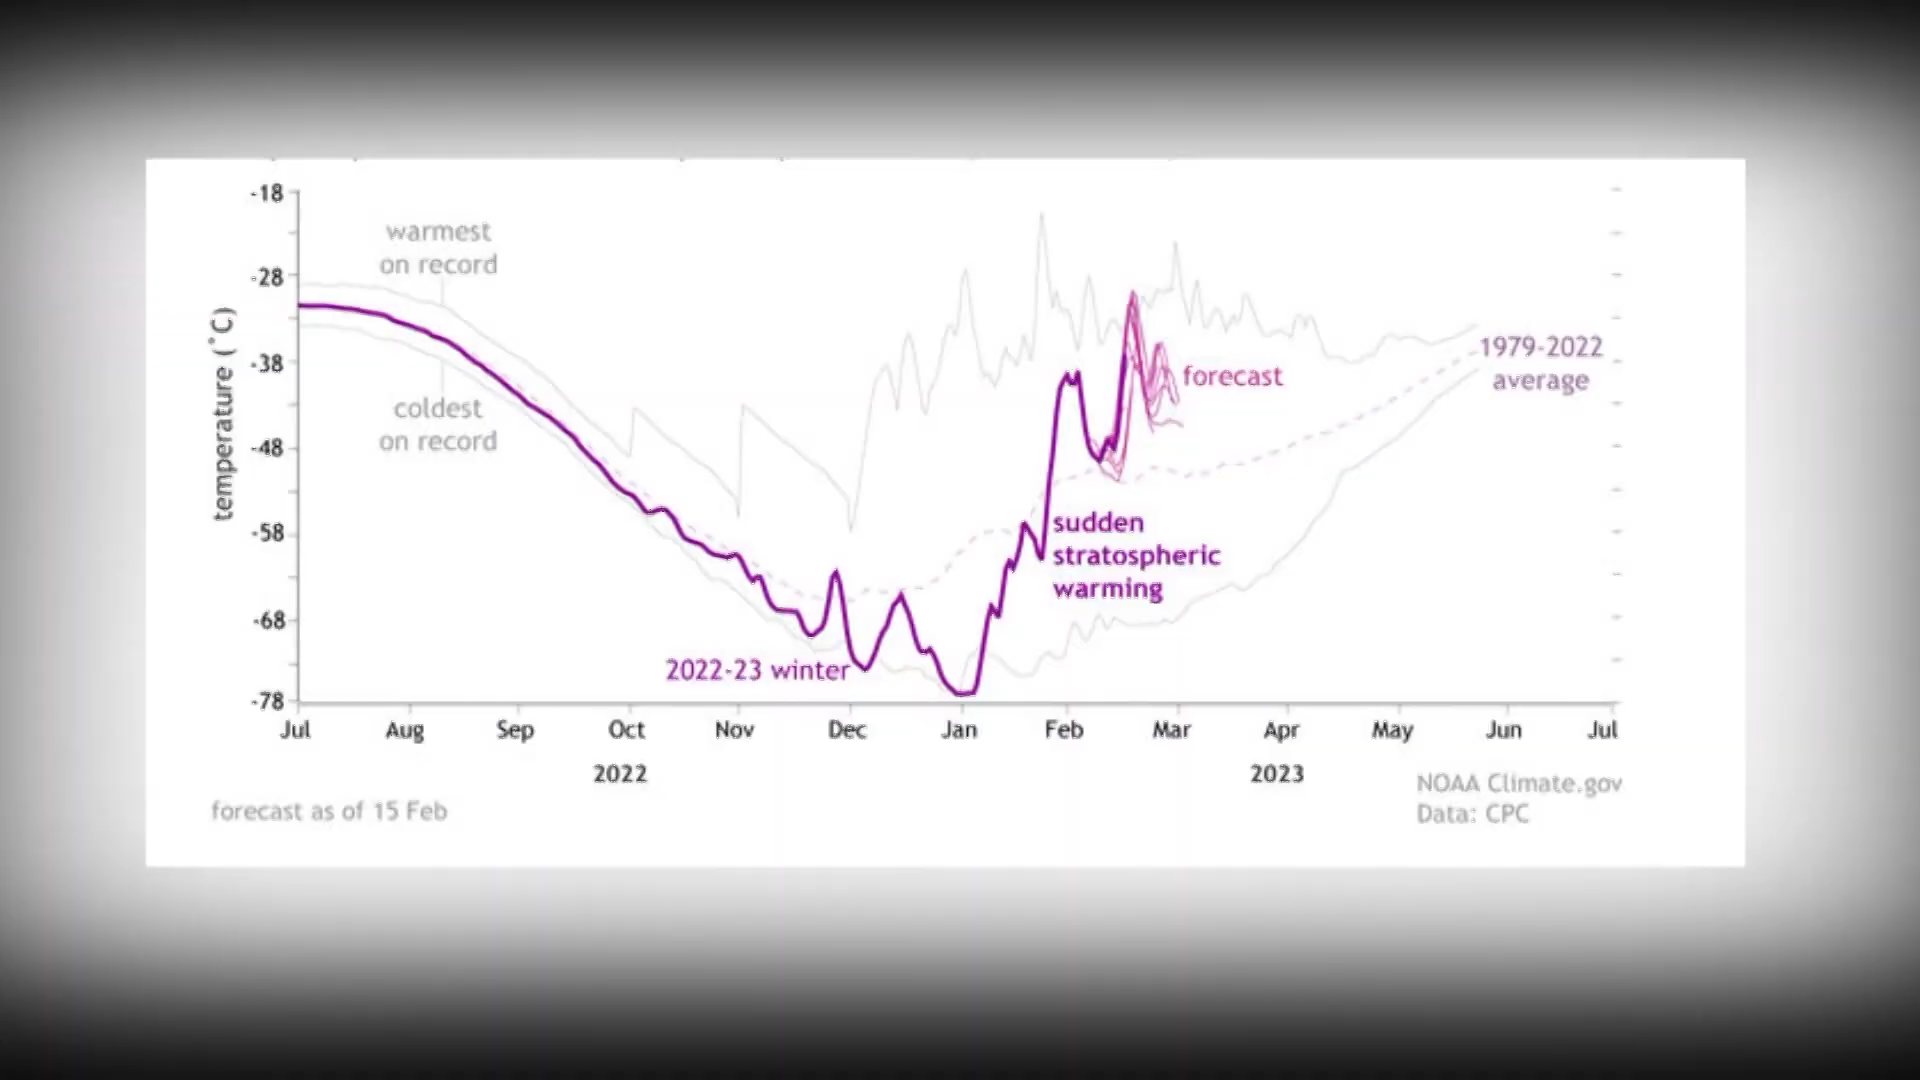 -18
warmest
on record
-28
-38
coldest
on record
-48
-58
-68
-78
temperature (˚C)
1979-2022
average
forecast
sudden
stratospheric
warming
2022-23 winter
Jul Aug Sep Oct Nov Dec Jan Feb Mar Apr May Jun Jul
2022 2023
forecast as of 15 Feb
NOAA Climate.gov
Data: CPC